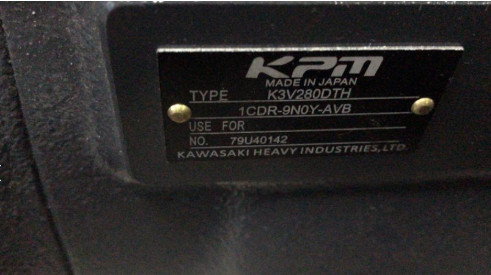 KPM
MADE IN JAPAN
TYPE K3V280DTH
1CDR-9N0Y-AVB
USE FOR
NO. 79U40142
KAWASAKI HEAVY INDUSTRIES,LTD.